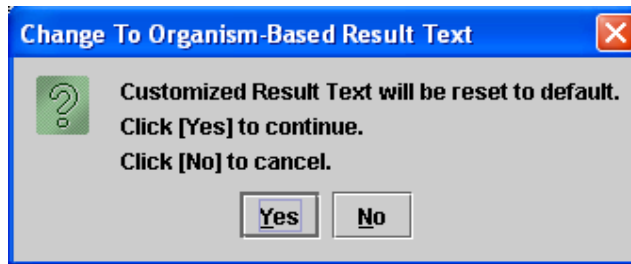 Change To Organism-Based Result Text
Customized Result Text will be reset to default.
Click [Yes] to continue.
Click [No] to cancel.
Yes No